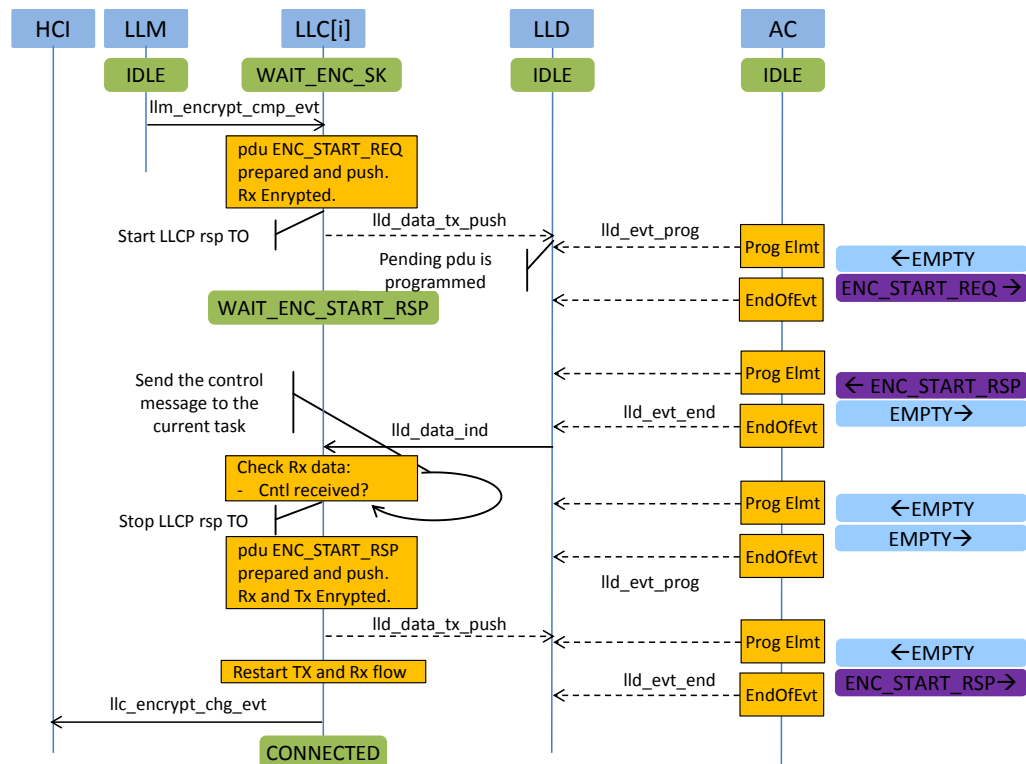 HCI
LLM
LLC[i]
LLD
AC
IDLE
WAIT_ENC_SK
IDLE
IDLE
llm_encrypt_cmp_evt
pdu ENC_START_REQ
prepared and push.
Rx Enrypted.
Start LLCP rsp TO
lld_data_tx_push
lld_evt_prog
Prog Elmt
←EMPTY
Pending pdu is
programmed
ENC_START_REQ →
EndOfEvt
WAIT_ENC_START_RSP
Prog Elmt
← ENC_START_RSP
Send the control
message to the
current task
lld_evt_end
EMPTY→
EndOfEvt
lld_data_ind
Check Rx data:
- Cntl received?
Prog Elmt
←EMPTY
Stop LLCP rsp TO
EMPTY→
pdu ENC_START_RSP
prepared and push.
Rx and Tx Enrypted.
EndOfEvt
lld_evt_prog
lld_data_tx_push
Prog Elmt
←EMPTY
Restart TX and Rx flow
lld_evt_end
ENC_START_RSP→
EndOfEvt
llc_encrypt_chg_evt
CONNECTED